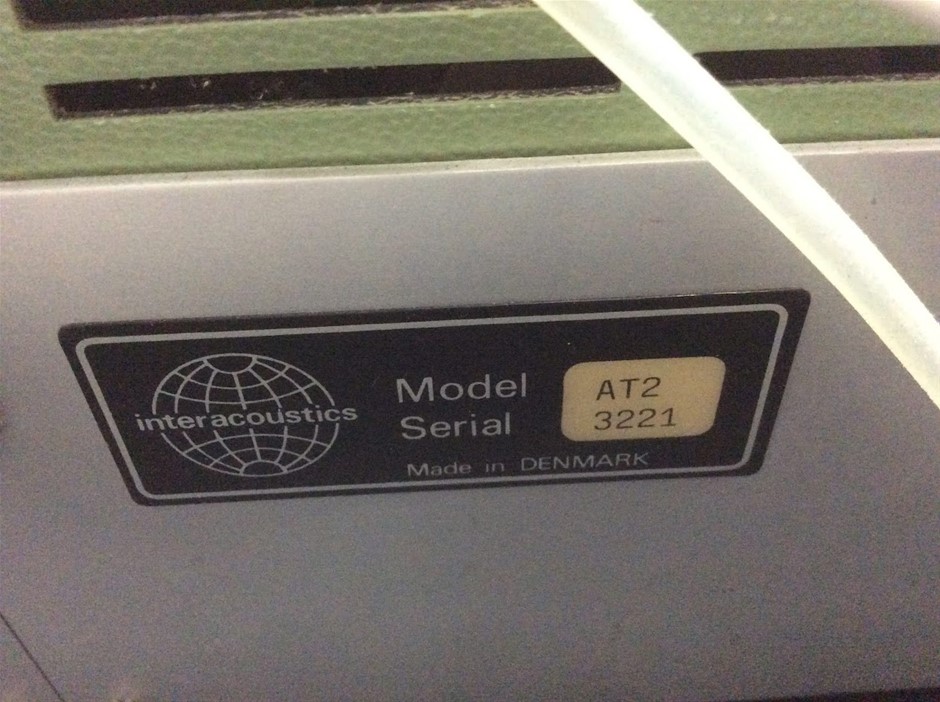 interacoustics
Model AT2
Serial 3221
Made in DENMARK